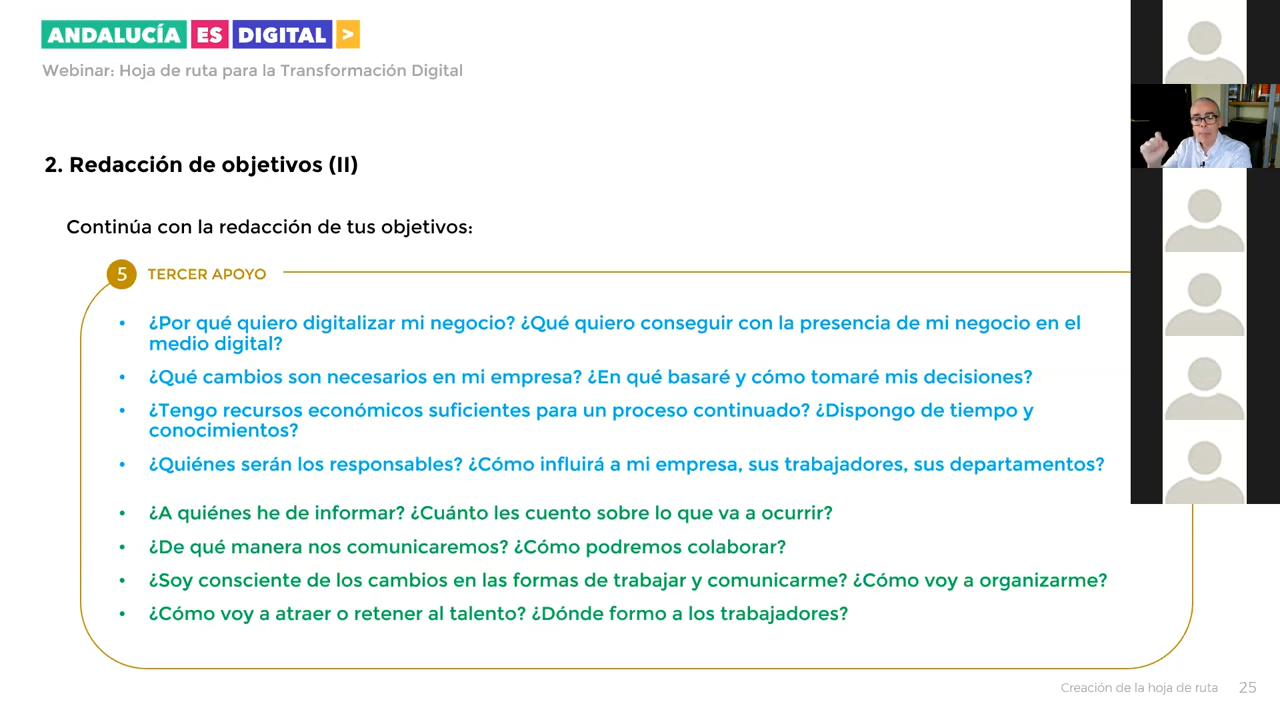 ANDALUCÍA ES DIGITAL >
Webinar: Hoja de ruta para la Transformación Digital
2. Redacción de objetivos (II)
Continúa con la redacción de tus objetivos:
5 TERCER APOYO
• ¿Por qué quiero digitalizar mi negocio? ¿Qué quiero conseguir con la presencia de mi negocio en el
medio digital?
• ¿Qué cambios son necesarios en mi empresa? ¿En qué basaré y cómo tomaré mis decisiones?
• ¿Tengo recursos económicos suficientes para un proceso continuado? ¿Dispongo de tiempo y
conocimientos?
• ¿Quiénes serán los responsables? ¿Cómo influirá a mi empresa, sus trabajadores, sus departamentos?
• ¿A quiénes he de informar? ¿Cuánto les cuento sobre lo que va a ocurrir?
• ¿De qué manera nos comunicaremos? ¿Cómo podremos colaborar?
• ¿Soy consciente de los cambios en las formas de trabajar y comunicarme? ¿Cómo voy a organizarme?
• ¿Cómo voy a atraer o retener al talento? ¿Dónde formo a los trabajadores?
Creación de la hoja de ruta 25